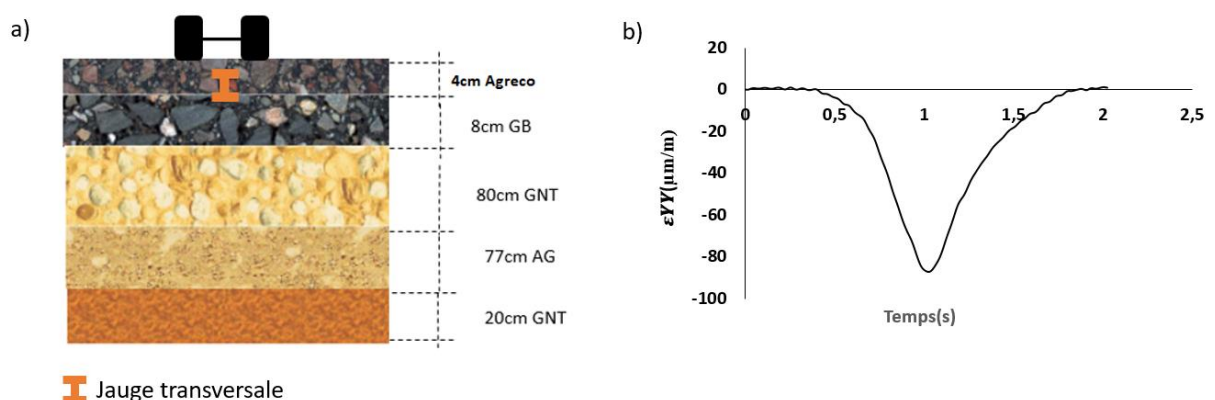 a)
4cm Agreco
8cm GB
80cm GNT
77cm AG
20cm GNT
Jauge transversale
b)
20
0
-20
-40
-60
-80
-100
εYY(µm/m)
0
0,5
1
1,5
2
2,5
Temps(s)